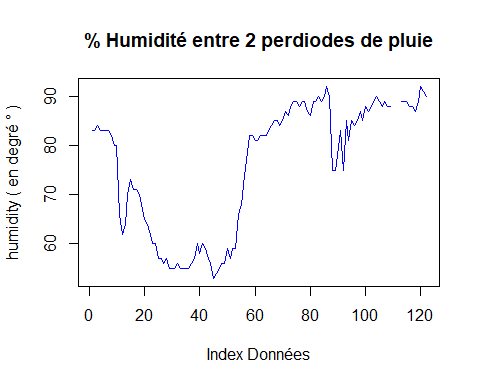 % Humidité entre 2 perdiodes de pluie
humidity ( en degré ° )
90
80
70
60
0 20 40 60 80 100 120
Index Données